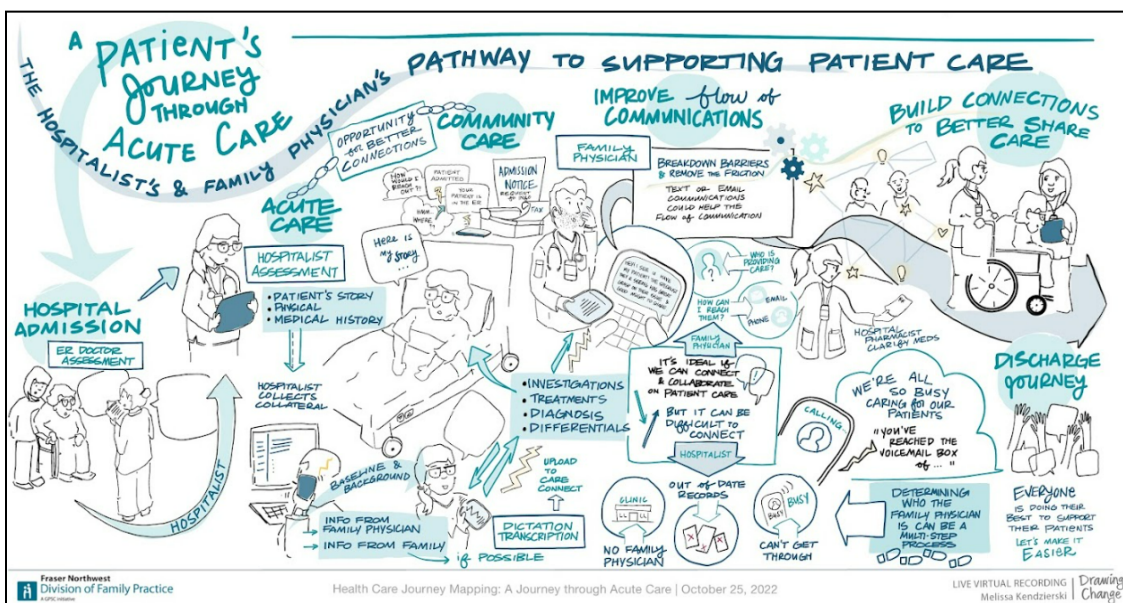 A
PATIENT'S
JOURNEY
THROUGH
ACUTE CARE
THE HOSPITALIST'S & FAMILY PHYSICIAN'S PATHWAY TO SUPPORTING PATIENT CARE
HOSPITAL
ADMISSION
ER DOCTOR
ASSESSMENT
HOSPITALIST
ACUTE
CARE
HOSPITALIST
ASSESSMENT
• PATIENT'S STORY
• PHYSICAL
• MEDICAL HISTORY
HOSPITALIST
COLLECTS
COLLATERAL
BASELINE &
BACKGROUND
INFO FROM
FAMILY PHYSICIAN
INFO FROM FAMILY
if POSSIBLE
HERE IS
MY STORY
...
OPPORTUNITY
for BETTER
CONNECTIONS
COMMUNITY
CARE
HOW
WOULD I
REACH
OUT?!
PATIENT
ADMITTED
YOUR
PATIENT IS
IN THE ER
ADMISSION
NOTICE
FAX
• INVESTIGATIONS
• TREATMENTS
• DIAGNOSIS
• DIFFERENTIALS
UPLOAD
TO
CARE
CONNECT
DICTATION
TRANSCRIPTION
IMPROVE flow of
COMMUNICATIONS
FAMILY
PHYSICIAN
BREAKDOWN BARRIERS
& REMOVE THE FRICTION
TEXT OR EMAIL
COMMUNICATIONS
COULD HELP THE
FLOW OF COMMUNICATION
WHO IS
PROVIDING
CARE?
HOW CAN
I REACH
THEM?
EMAIL
PHONE
FAMILY
PHYSICIAN
IT'S IDEAL if
WE CAN CONNECT
& COLLABORATE
ON PATIENT CARE
BUT IT CAN BE
DIFFICULT TO
CONNECT
HOSPITALIST
CLINIC
NO FAMILY
PHYSICIAN
OUT of DATE
RECORDS
BUSY
BUSY
CAN'T GET
THROUGH
BUILD CONNECTIONS
to BETTER SHARE
CARE
HOSPITAL
PHARMACIST
CLARIFY MEDS
CALLING
WE'RE ALL
SO BUSY
CARING FOR OUR
PATIENTS
"YOU'VE
REACHED THE
VOICEMAIL BOX
OF ..."
DETERMINING
WHO THE
FAMILY PHYSICIAN
IS CAN BE A
MULTI-STEP
PROCESS
DISCHARGE
JOURNEY
EVERYONE
IS DOING THEIR
BEST TO SUPPORT
THEIR PATIENTS
LET'S MAKE IT
EASIER
Fraser Northwest
Division of Family Practice
A GPSC initiative
Health Care Journey Mapping: A Journey through Acute Care | October 25, 2022
LIVE VIRTUAL RECORDING
Melissa Kendzierski
Drawing
Change